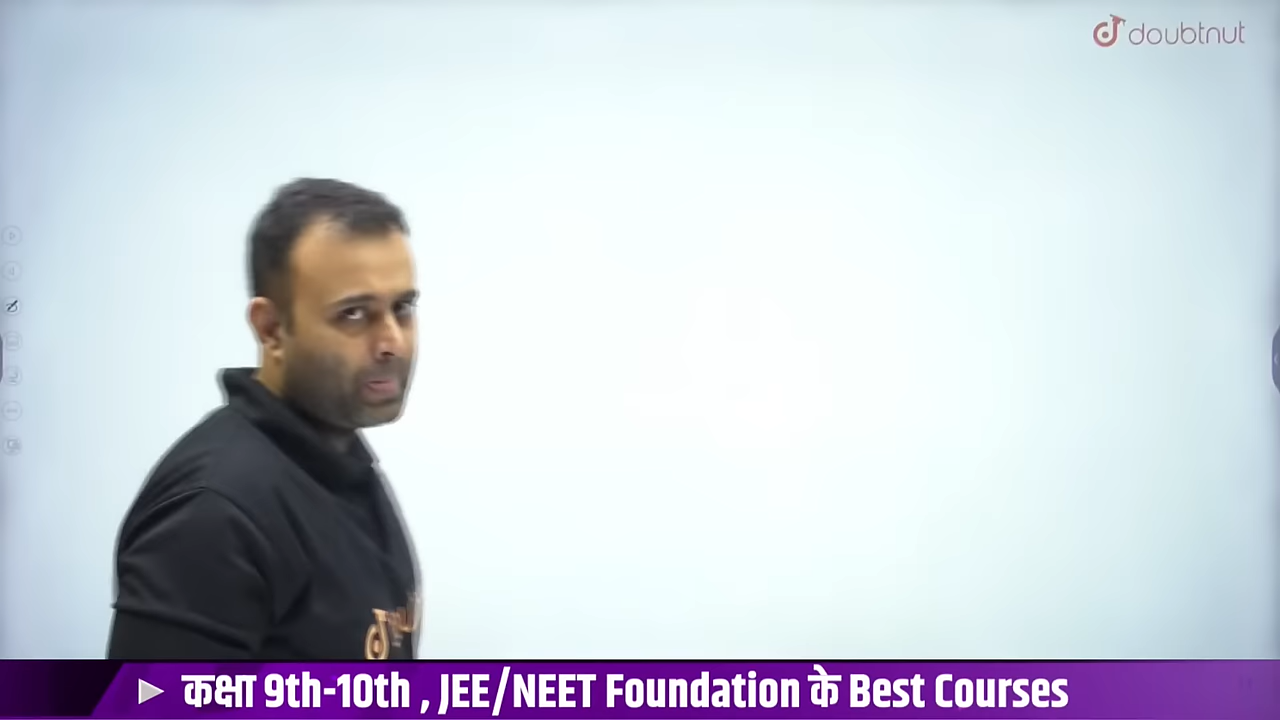 doubtnut
कक्षा 9th-10th , JEE/NEET Foundation के Best Courses